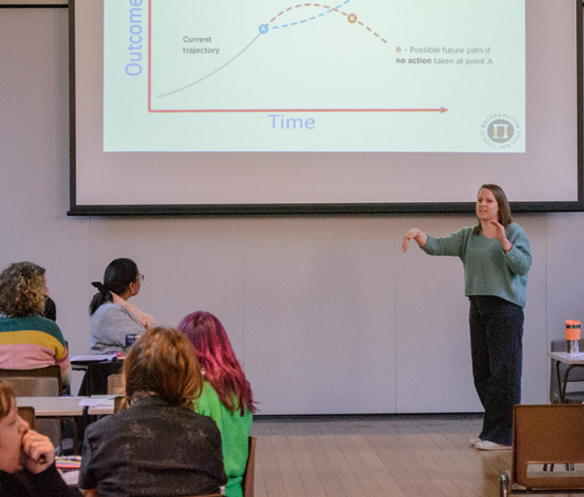 Outcome
Current
trajectory
A
B
B – Possible future path if
no action taken at point A
Time